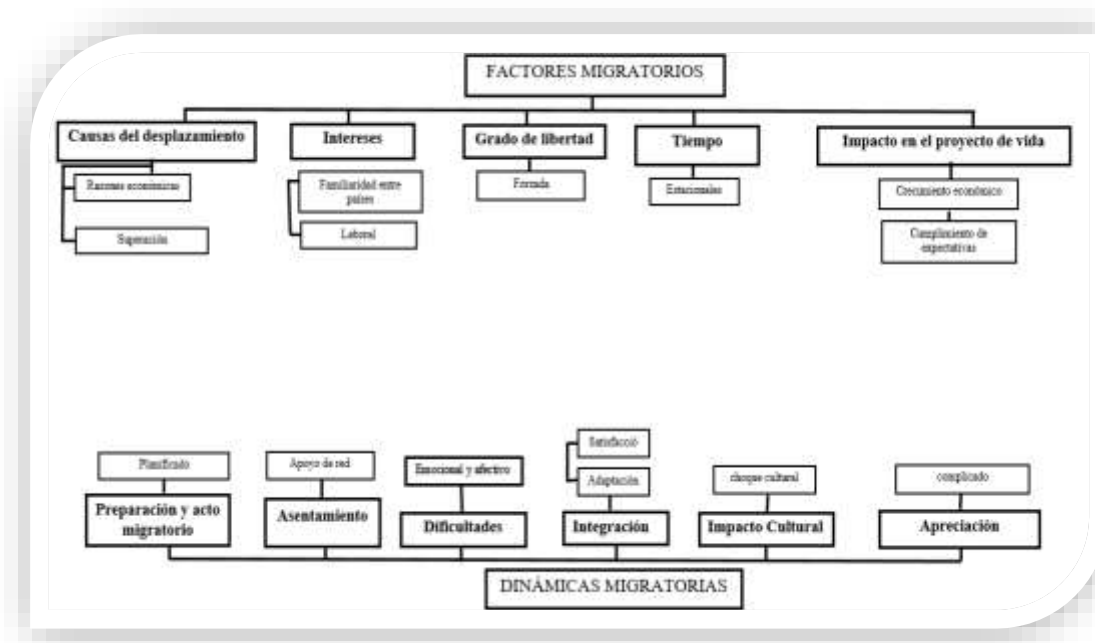 FACTORES MIGRATORIOS
Causas del desplazamiento
Intereses
Grado de libertad
Tiempo
Impacto en el proyecto de vida
Razones económicas
Superación
Familiaridad entre
países
Laboral
Forzada
Estacionales
Crecimiento económico
Cumplimiento de
expectativas
Planificado
Apoyo de red
Emocional y afectivo
Satisfacció
Adaptación
choque cultural
complicado
Preparación y acto
migratorio
Asentamiento
Dificultades
Integración
Impacto Cultural
Apreciación
DINÁMICAS MIGRATORIAS